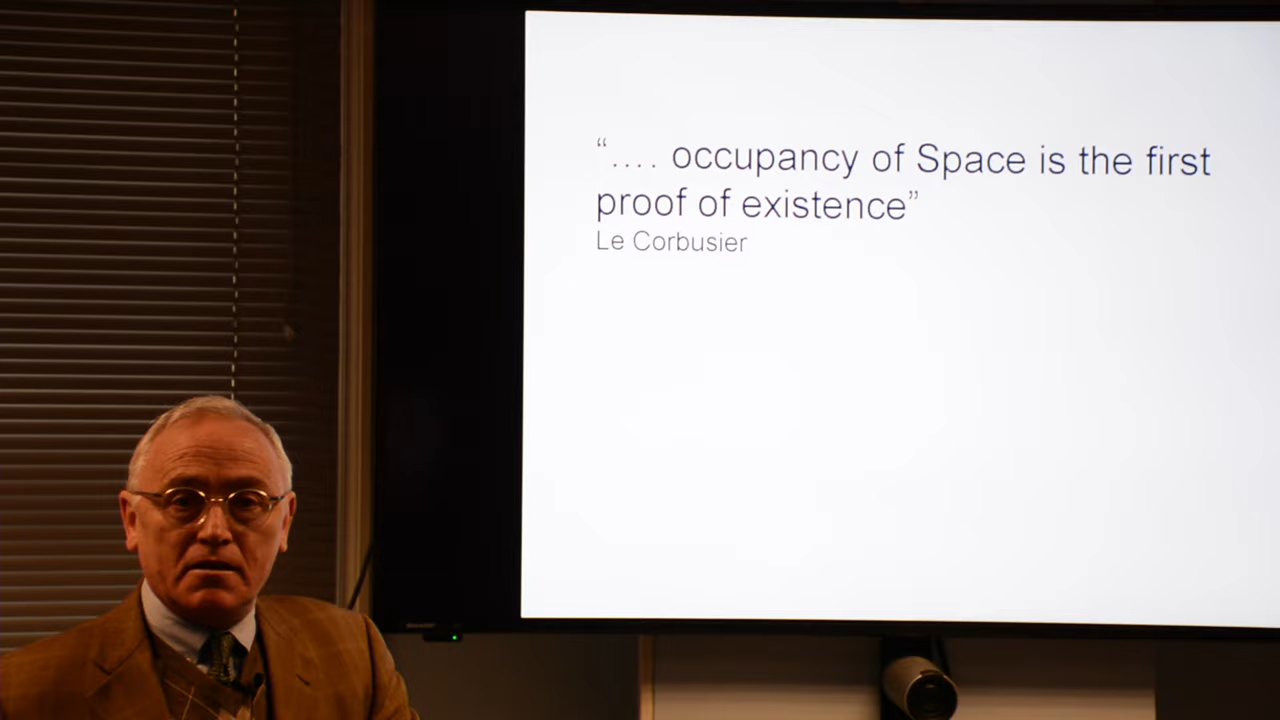 “.... occupancy of Space is the first
proof of existence”
Le Corbusier